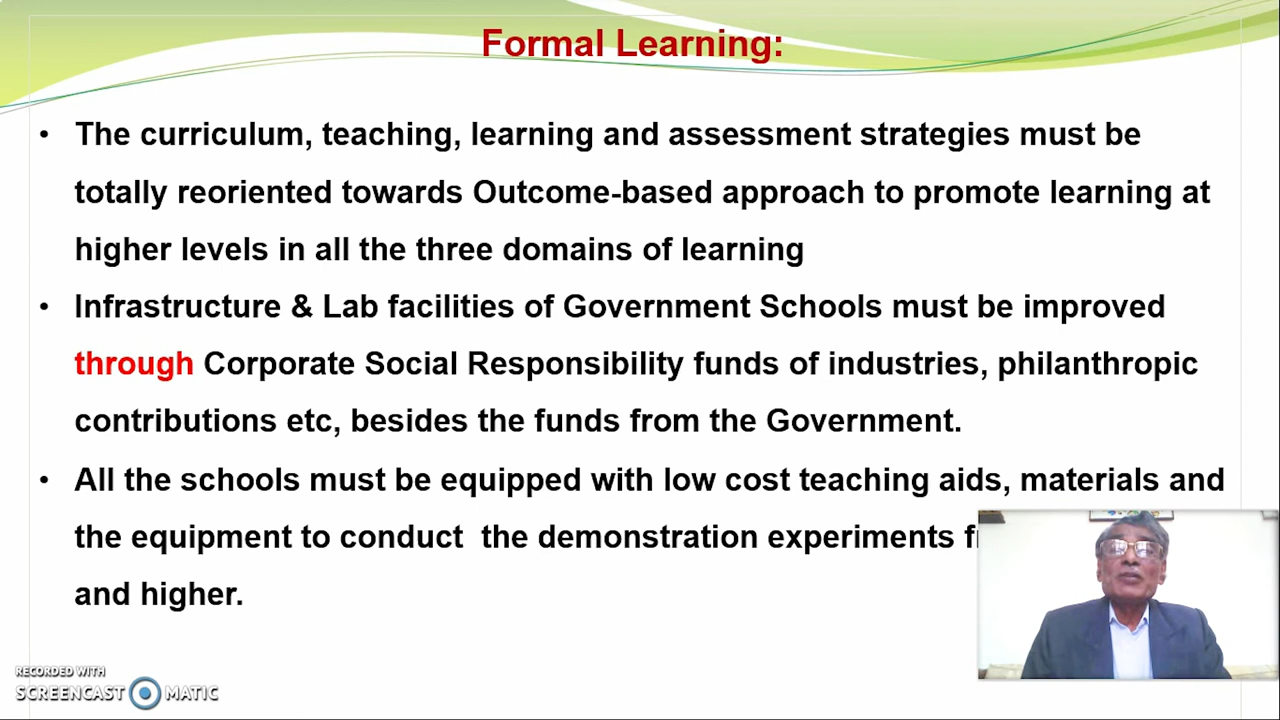 Formal Learning:
• The curriculum, teaching, learning and assessment strategies must be
totally reoriented towards Outcome-based approach to promote learning at
higher levels in all the three domains of learning
• Infrastructure & Lab facilities of Government Schools must be improved
through Corporate Social Responsibility funds of industries, philanthropic
contributions etc, besides the funds from the Government.
• All the schools must be equipped with low cost teaching aids, materials and
the equipment to conduct the demonstration experiments
and higher.
RECORDED WITH
SCREENCAST MATIC